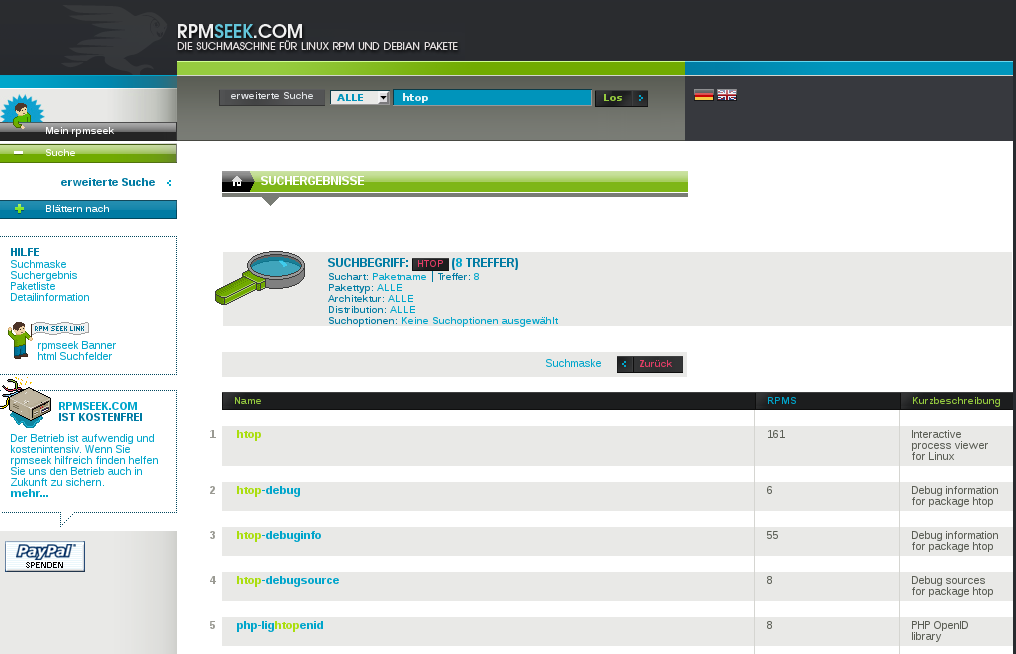 RPMSEEK.COM
DIE SUCHMASCHINE FÜR LINUX RPM UND DEBIAN PAKETE
erweiterte Suche
ALLE
htop
Los
Mein rpmseek
Suche
erweiterte Suche
Blättern nach
HILFE
Suchmaske
Suchergebnis
Paketliste
Detailinformation
RPM SEEK LINK
rpmseek Banner
html Suchfelder
RPMSEEK.COM
IST KOSTENFREI
Der Betrieb ist aufwendig und
kostenintensiv. Wenn Sie
rpmseek hilfreich finden helfen
Sie uns den Betrieb auch in
Zukunft zu sichern.
mehr...
PayPal
SPENDEN
SUCHERGEBNISSE
SUCHBEGRIFF: HTOP (8 TREFFER)
Suchart: Paketname | Treffer: 8
Pakettyp: ALLE
Architektur: ALLE
Distribution: ALLE
Suchoptionen: Keine Suchoptionen ausgewählt
Suchmaske
Zurück
Name RPMS Kurzbeschreibung
1 htop 161 Interactive
process viewer
for Linux
2 htop-debug 6 Debug information
for package htop
3 htop-debuginfo 55 Debug information
for package htop
4 htop-debugsource 8 Debug sources
for package htop
5 php-lightopenid 8 PHP OpenID
library